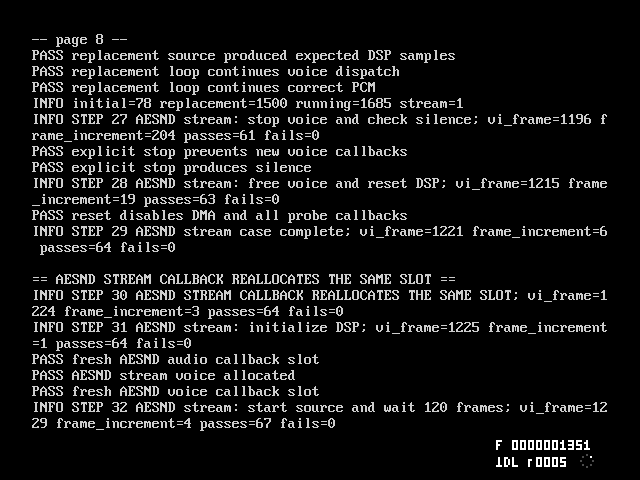 -- page 8 --
PASS replacement source produced expected DSP samples
PASS replacement loop continues voice dispatch
PASS replacement loop continues correct PCM
INFO initial=78 replacement=1500 running=1685 stream=1
INFO STEP 27 AESND stream: stop voice and check silence; vi_frame=1196 f
rame_increment=204 passes=61 fails=0
PASS explicit stop prevents new voice callbacks
PASS explicit stop produces silence
INFO STEP 28 AESND stream: free voice and reset DSP; vi_frame=1215 frame
_increment=19 passes=63 fails=0
PASS reset disables DMA and all probe callbacks
INFO STEP 29 AESND stream case complete; vi_frame=1221 frame_increment=6
 passes=64 fails=0

== AESND STREAM CALLBACK REALLOCATES THE SAME SLOT ==
INFO STEP 30 AESND STREAM CALLBACK REALLOCATES THE SAME SLOT; vi_frame=1
224 frame_increment=3 passes=64 fails=0
INFO STEP 31 AESND stream: initialize DSP; vi_frame=1225 frame_increment
=1 passes=64 fails=0
PASS fresh AESND audio callback slot
PASS AESND stream voice allocated
PASS fresh AESND voice callback slot
INFO STEP 32 AESND stream: start source and wait 120 frames; vi_frame=12
29 frame_increment=4 passes=67 fails=0
F 0000001351
IDL r0005